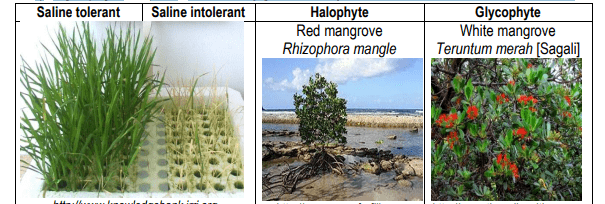 Saline tolerant
Saline intolerant
Halophyte
Glycophyte
Red mangrove
Rhizophora mangle
White mangrove
Teruntum merah [Sagali]